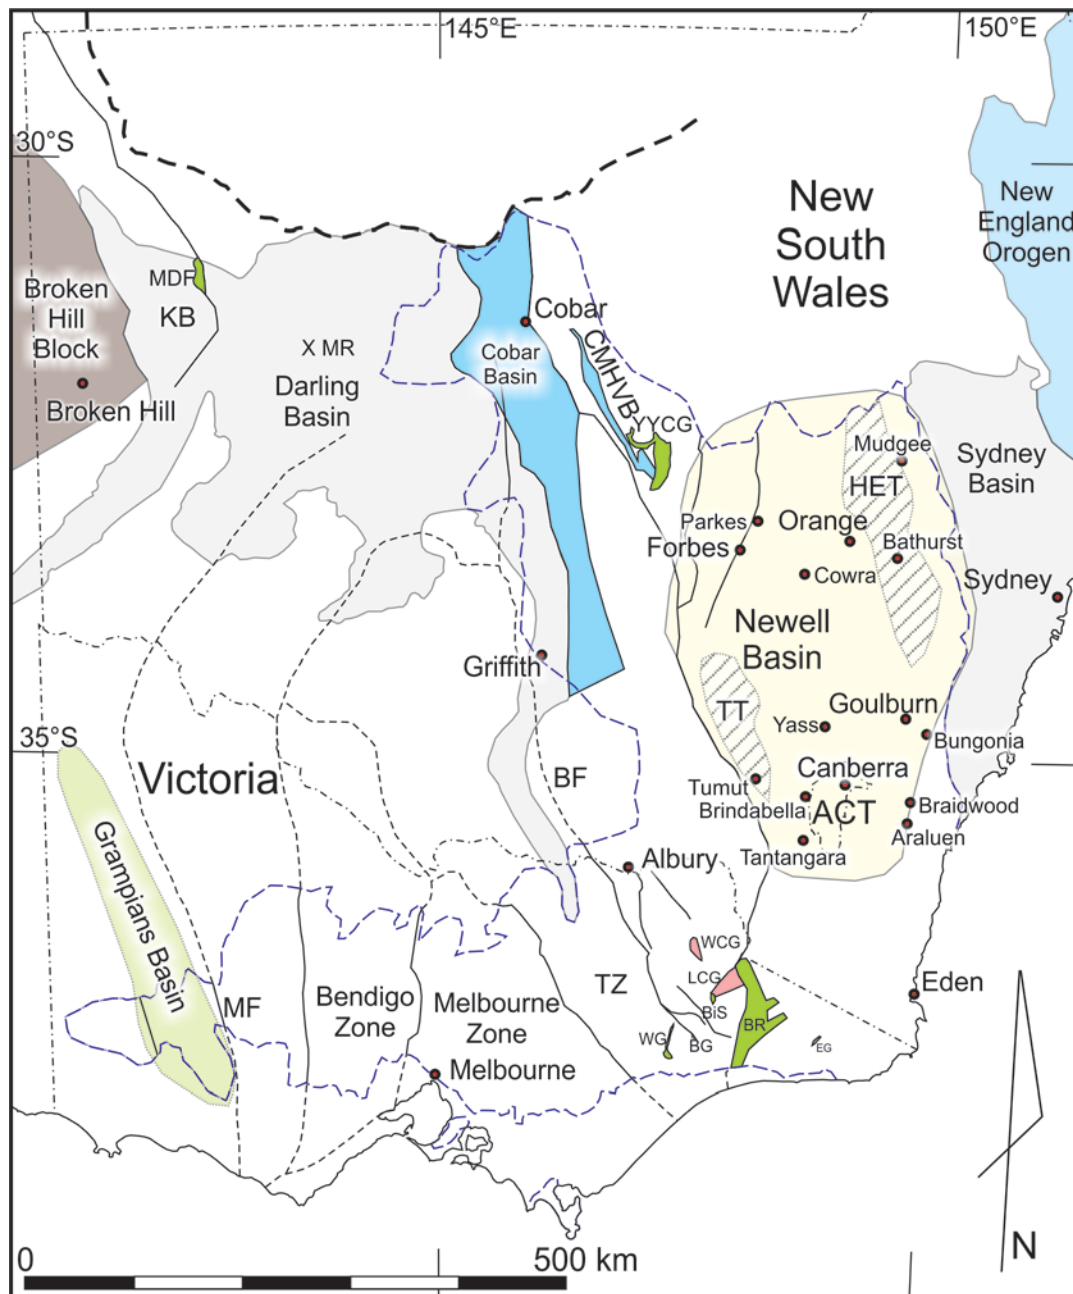 145°E
150°E
30°S
New
South
Wales
New
England
Orogen
MDF
KB
Broken
Hill
Block
Broken Hill
X MR
Darling
Basin
Cobar
Cobar
Basin
CMHVB
YYCG
Mudgee
HET
Sydney
Basin
Parkes
Orange
Forbes
Bathurst
Cowra
Sydney
Newell
Basin
Griffith
TT
Goulburn
Yass
Bungonia
35°S
Victoria
BF
Canberra
Tumut
Brindabella
ACT
Braidwood
Araluen
Tantangara
Albury
Grampians Basin
WCG
LCG
BiS
Eden
MF
Bendigo
Zone
Melbourne
Zone
TZ
WG
BG
BR
EG
Melbourne
N
0
500 km